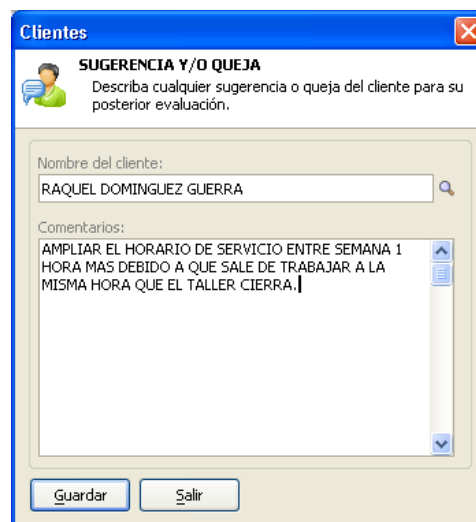 Clientes
SUGERENCIA Y/O QUEJA
Describa cualquier sugerencia o queja del cliente para su
posterior evaluación.
Nombre del cliente:
RAQUEL DOMINGUEZ GUERRA
Comentarios:
AMPLIAR EL HORARIO DE SERVICIO ENTRE SEMANA 1
HORA MAS DEBIDO A QUE SALE DE TRABAJAR A LA
MISMA HORA QUE EL TALLER CIERRA.
Guardar
Salir